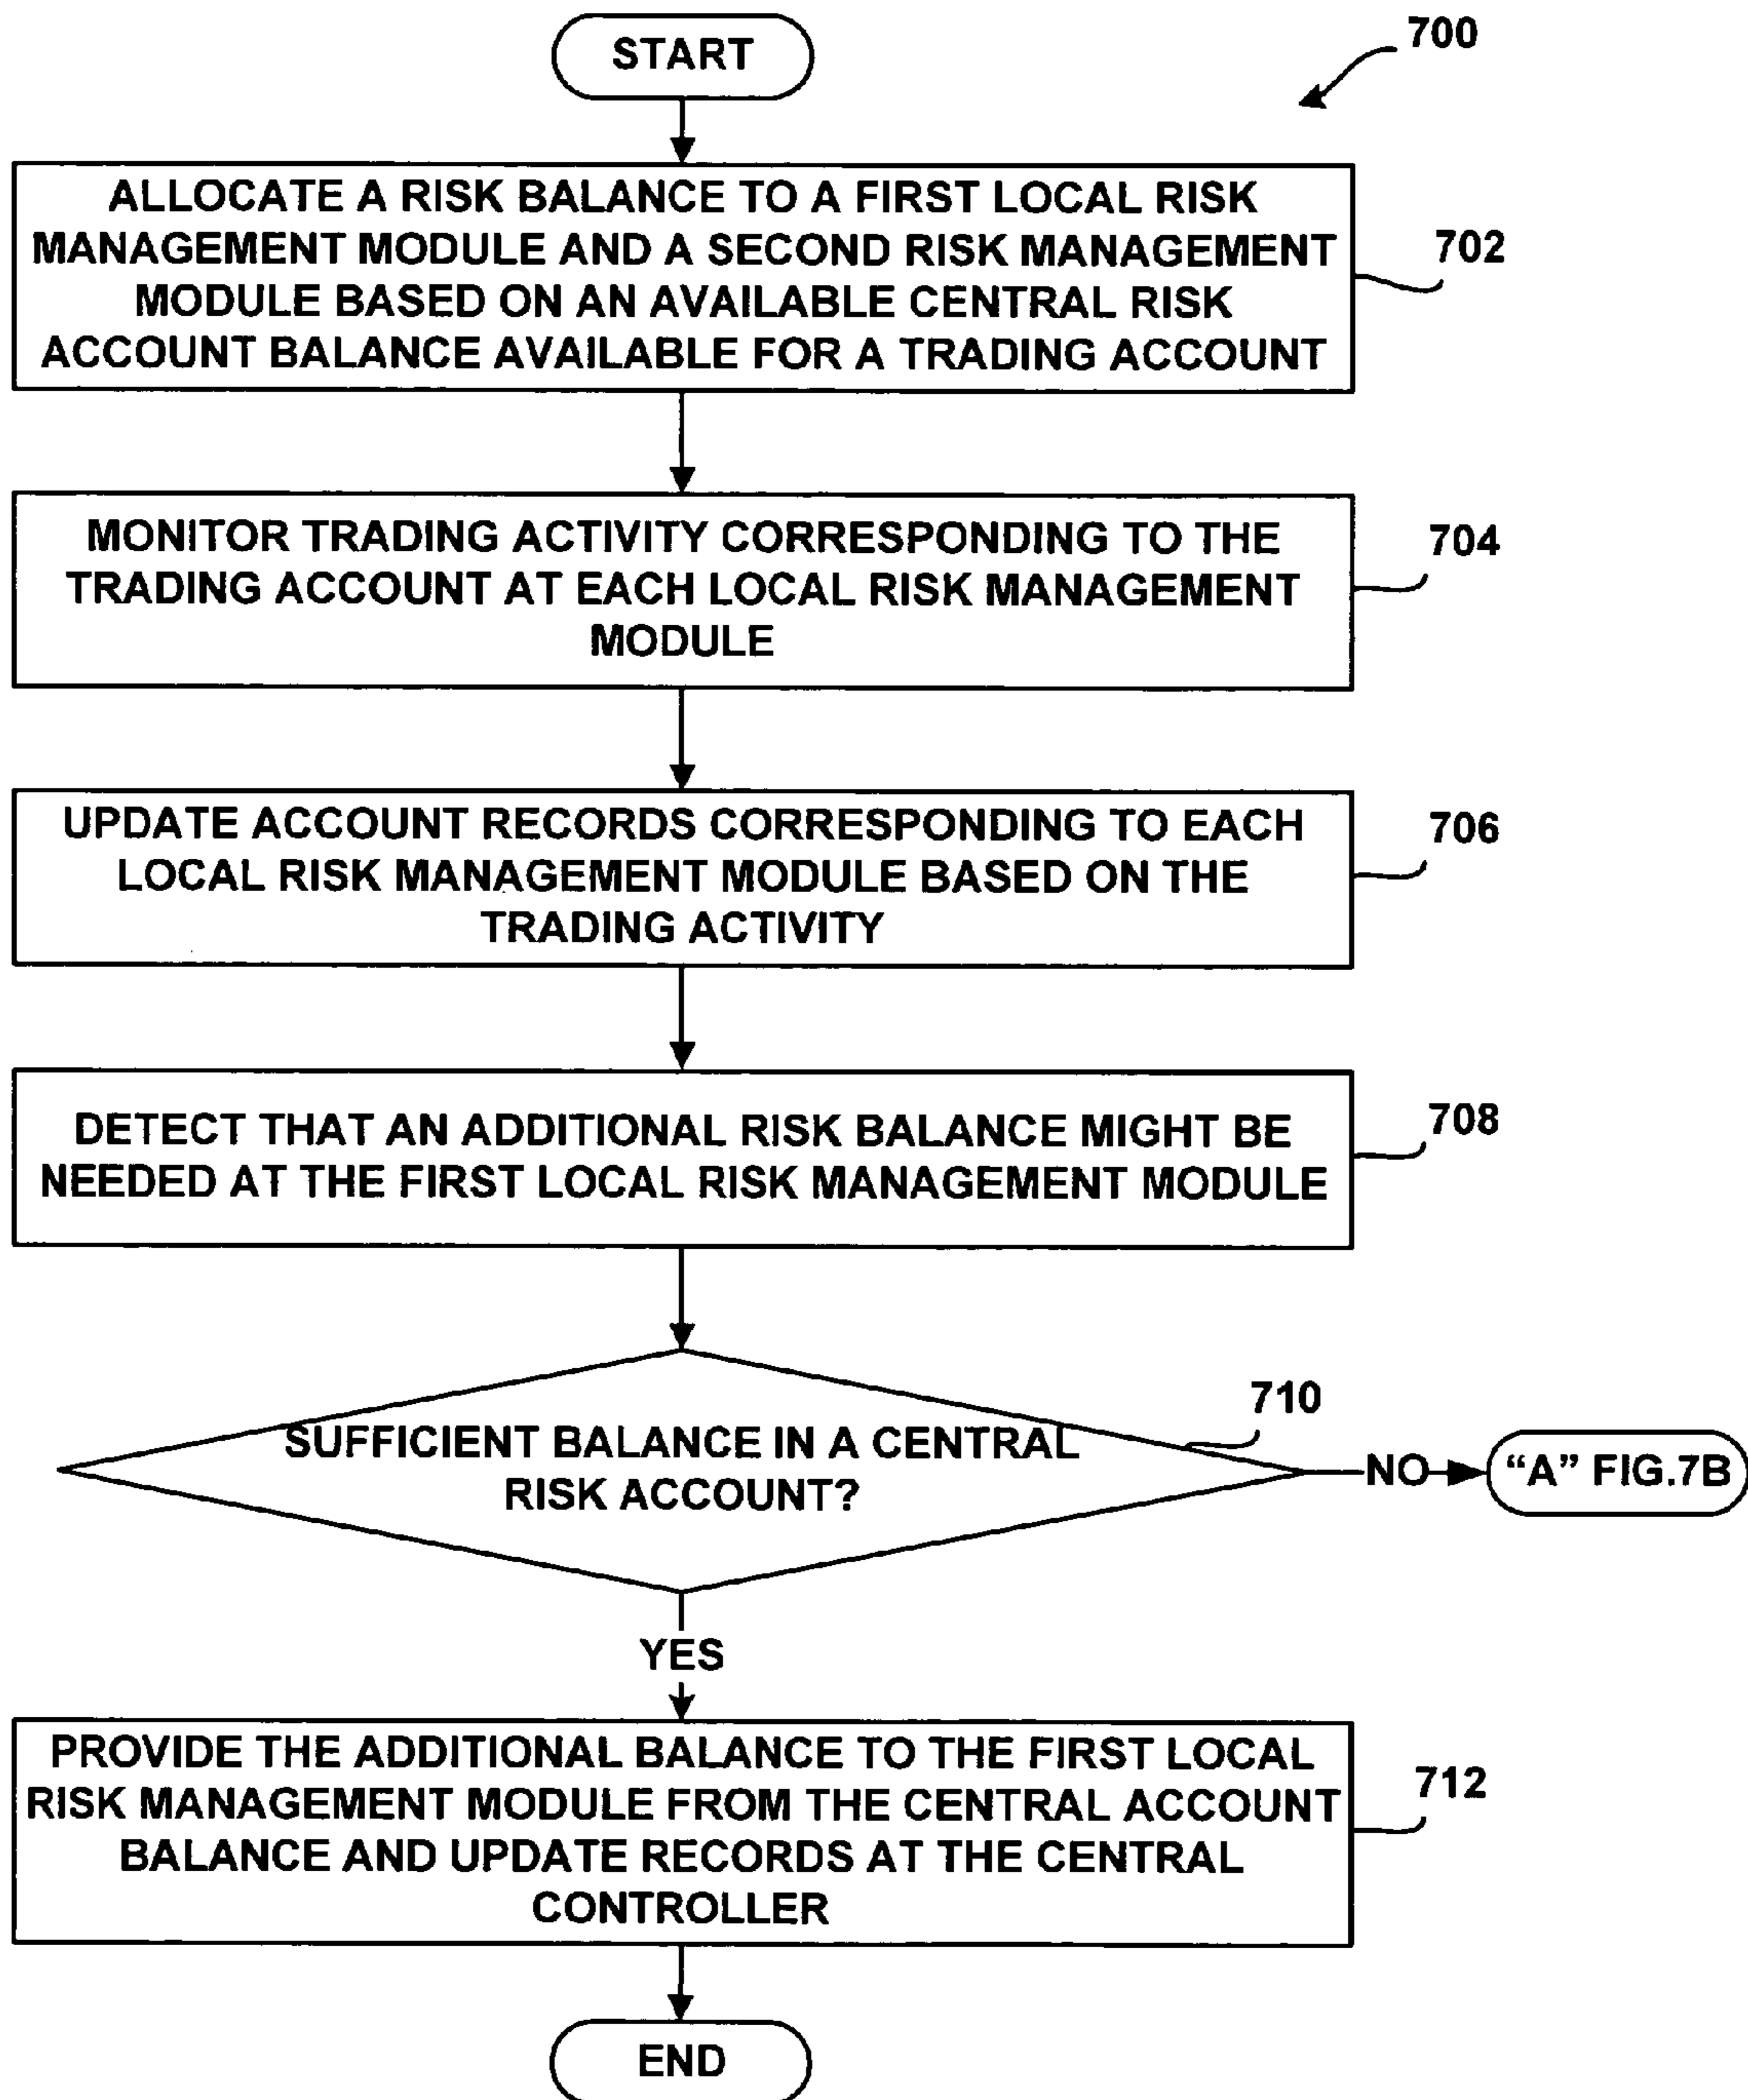 START
700
ALLOCATE A RISK BALANCE TO A FIRST LOCAL RISK
MANAGEMENT MODULE AND A SECOND RISK MANAGEMENT
MODULE BASED ON AN AVAILABLE CENTRAL RISK
ACCOUNT BALANCE AVAILABLE FOR A TRADING ACCOUNT
702
MONITOR TRADING ACTIVITY CORRESPONDING TO THE
TRADING ACCOUNT AT EACH LOCAL RISK MANAGEMENT
MODULE
704
UPDATE ACCOUNT RECORDS CORRESPONDING TO EACH
LOCAL RISK MANAGEMENT MODULE BASED ON THE
TRADING ACTIVITY
706
DETECT THAT AN ADDITIONAL RISK BALANCE MIGHT BE
NEEDED AT THE FIRST LOCAL RISK MANAGEMENT MODULE
708
SUFFICIENT BALANCE IN A CENTRAL
RISK ACCOUNT?
710
NO
“A” FIG.7B
YES
PROVIDE THE ADDITIONAL BALANCE TO THE FIRST LOCAL
RISK MANAGEMENT MODULE FROM THE CENTRAL ACCOUNT
BALANCE AND UPDATE RECORDS AT THE CENTRAL
CONTROLLER
712
END